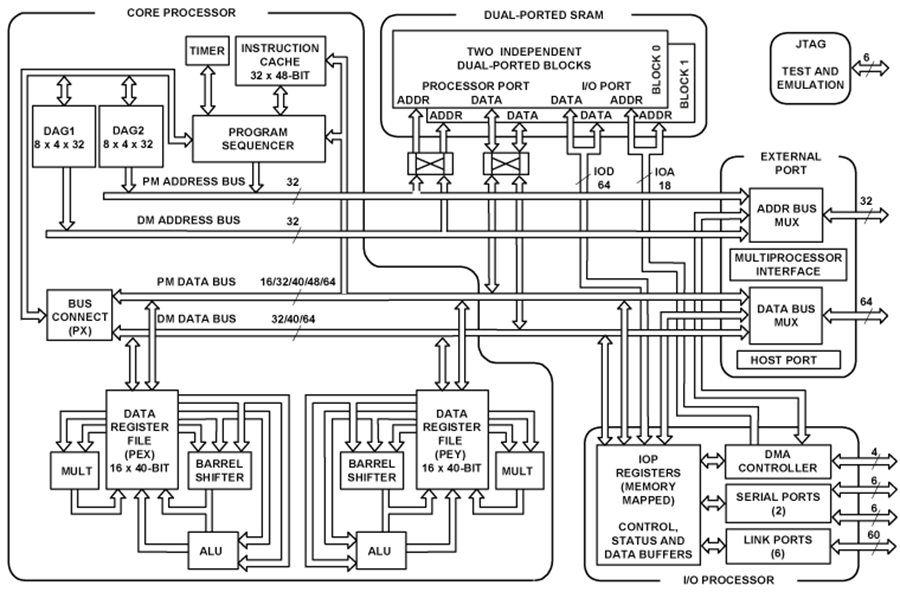 CORE PROCESSOR
TIMER
INSTRUCTION
CACHE
32 x 48-BIT
DAG1
8 x 4 x 32
DAG2
8 x 4 x 32
PROGRAM
SEQUENCER
PM ADDRESS BUS
32
DM ADDRESS BUS
32
PM DATA BUS
16/32/40/48/64
BUS
CONNECT
(PX)
DM DATA BUS
32/40/64
DATA
REGISTER
FILE
(PEX)
16 x 40-BIT
MULT
BARREL
SHIFTER
ALU
DATA
REGISTER
FILE
(PEY)
16 x 40-BIT
BARREL
SHIFTER
MULT
ALU
DUAL-PORTED SRAM
TWO INDEPENDENT
DUAL-PORTED BLOCKS
PROCESSOR PORT
I/O PORT
ADDR
DATA
DATA
ADDR
BLOCK 0
ADDR
DATA
DATA
ADDR
BLOCK 1
IOD
64
IOA
18
JTAG
TEST AND
EMULATION
6
EXTERNAL
PORT
ADDR BUS
MUX
32
MULTIPROCESSOR
INTERFACE
DATA BUS
MUX
64
HOST PORT
IOP
REGISTERS
(MEMORY
MAPPED)
CONTROL,
STATUS AND
DATA BUFFERS
DMA
CONTROLLER
4
SERIAL PORTS
(2)
6
6
LINK PORTS
(6)
60
I/O PROCESSOR